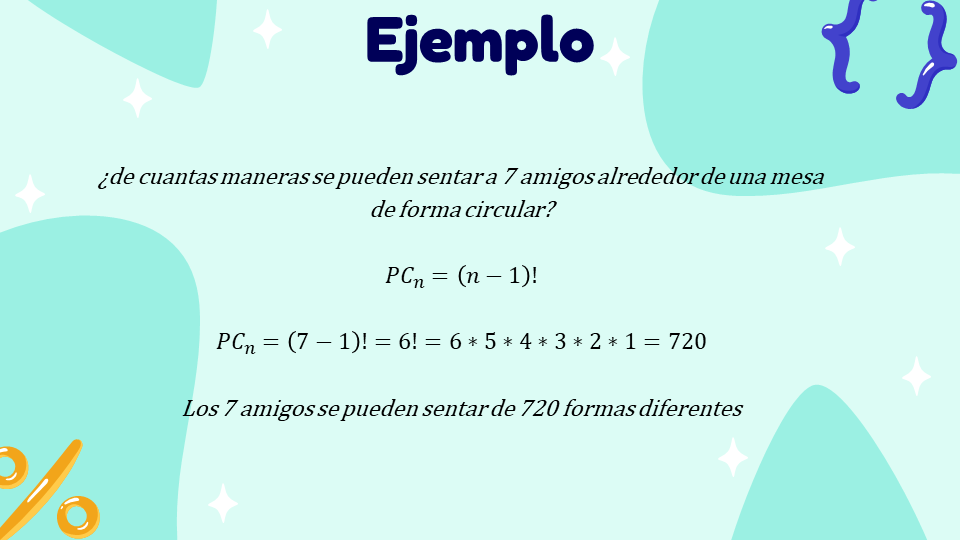 Ejemplo
¿de cuantas maneras se pueden sentar a 7 amigos alrededor de una mesa
de forma circular?
$PC_n = (n - 1)!$
$PC_n = (7 - 1)! = 6! = 6 * 5 * 4 * 3 * 2 * 1 = 720$
Los 7 amigos se pueden sentar de 720 formas diferentes